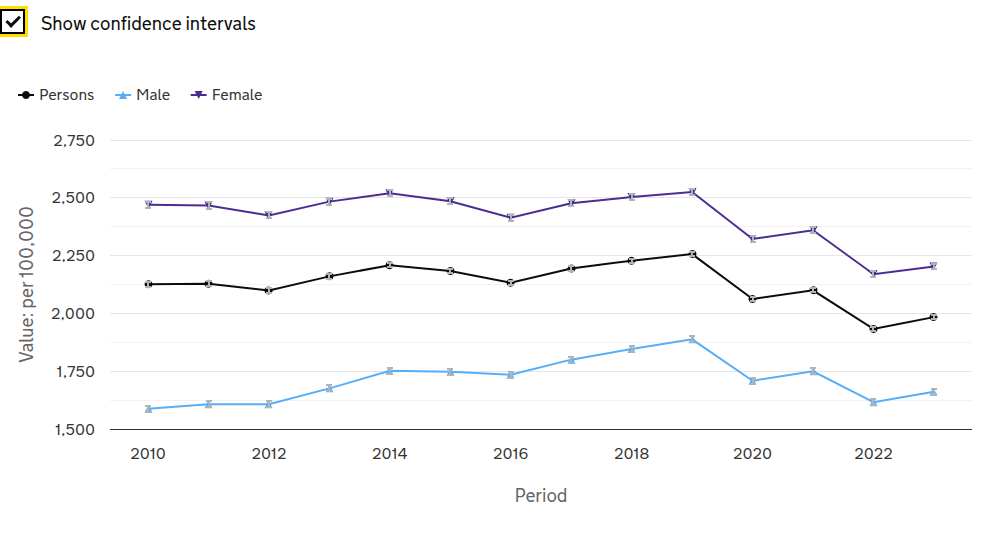 Show confidence intervals
Persons Male Female
2,750
2,500
2,250
2,000
1,750
1,500
Value: per 100,000
2010 2012 2014 2016 2018 2020 2022
Period